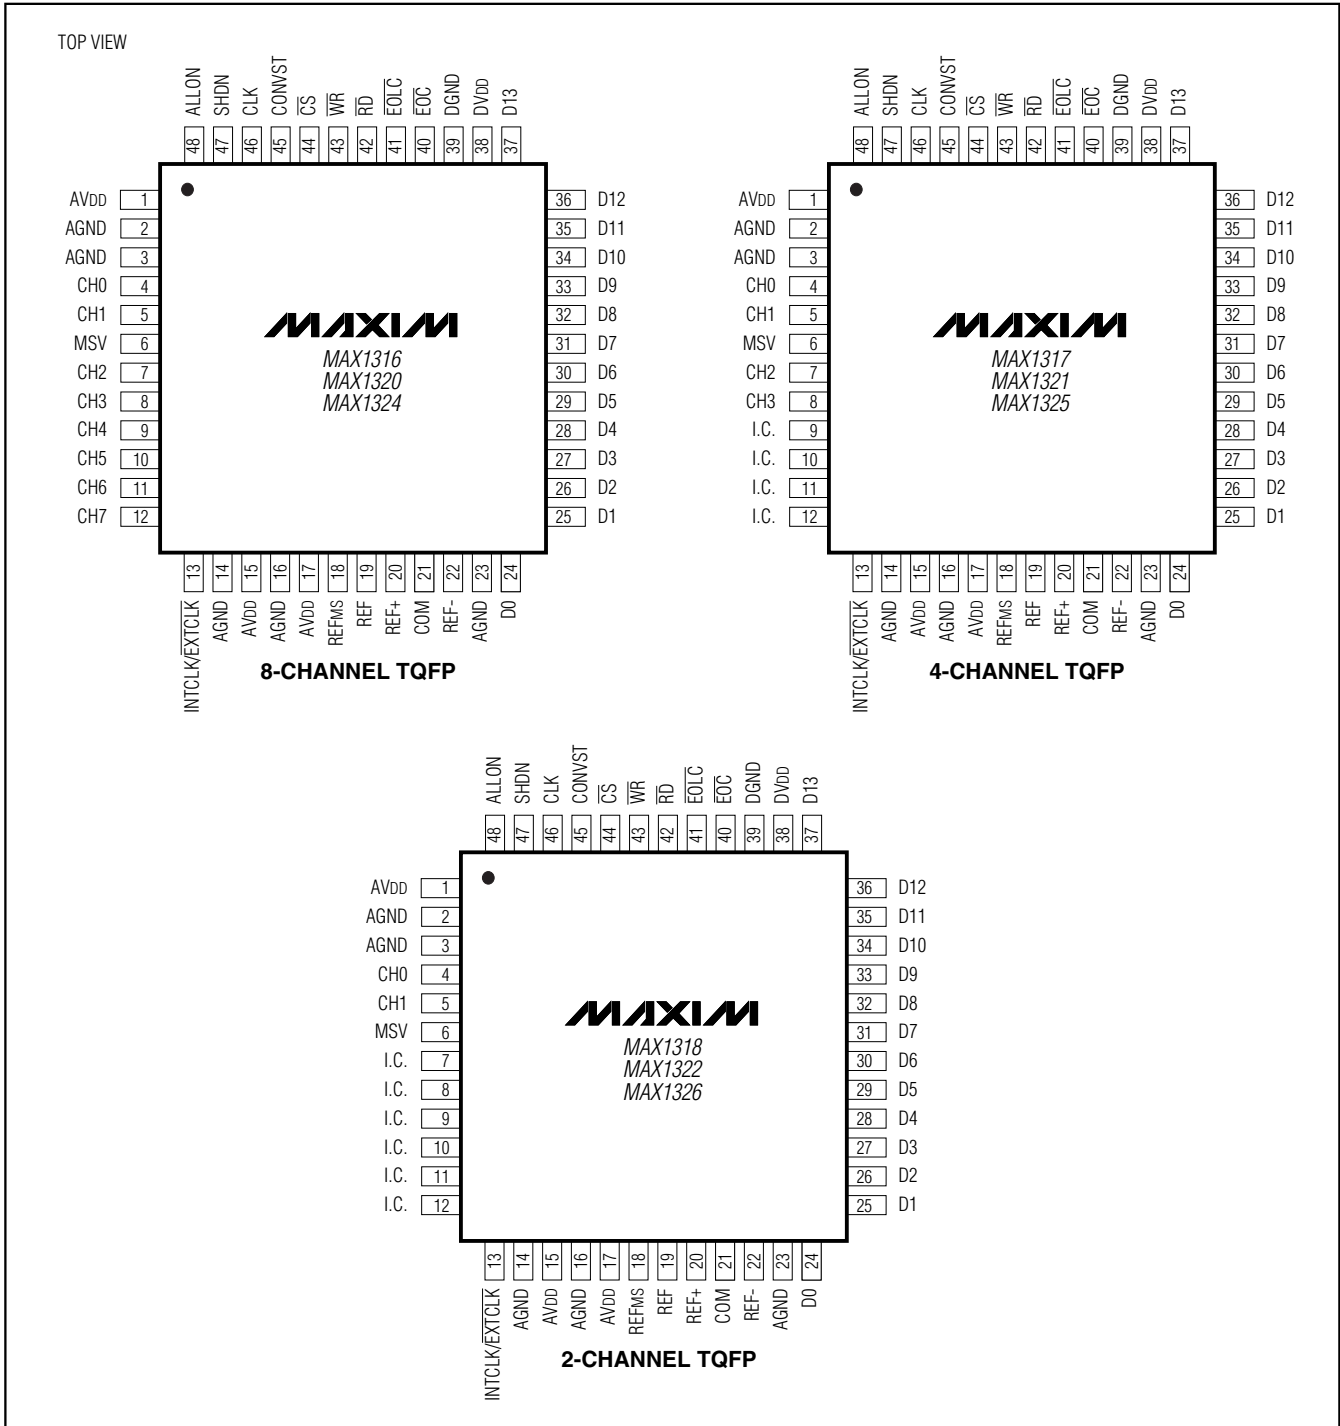 TOP VIEW
ALLON SHDN CLK CONVST CS WR RD EOLC EOC DGND DVDD D13
48 47 46 45 44 43 42 41 40 39 38 37
AVDD 1 36 D12
AGND 2 35 D11
AGND 3 34 D10
CH0 4 33 D9
CH1 5 32 D8
MSV 6 31 D7
CH2 7 30 D6
CH3 8 29 D5
CH4 9 28 D4
CH5 10 27 D3
CH6 11 26 D2
CH7 12 25 D1
MAXIM
MAX1316
MAX1320
MAX1324
13 14 15 16 17 18 19 20 21 22 23 24
INTCLK/EXTCLK AGND AVDD AGND AVDD REFMS REF REF+ COM REF- AGND D0
8-CHANNEL TQFP
ALLON SHDN CLK CONVST CS WR RD EOLC EOC DGND DVDD D13
48 47 46 45 44 43 42 41 40 39 38 37
AVDD 1 36 D12
AGND 2 35 D11
AGND 3 34 D10
CH0 4 33 D9
CH1 5 32 D8
MSV 6 31 D7
CH2 7 30 D6
CH3 8 29 D5
I.C. 9 28 D4
I.C. 10 27 D3
I.C. 11 26 D2
I.C. 12 25 D1
MAXIM
MAX1317
MAX1321
MAX1325
13 14 15 16 17 18 19 20 21 22 23 24
INTCLK/EXTCLK AGND AVDD AGND AVDD REFMS REF REF+ COM REF- AGND D0
4-CHANNEL TQFP
ALLON SHDN CLK CONVST CS WR RD EOLC EOC DGND DVDD D13
48 47 46 45 44 43 42 41 40 39 38 37
AVDD 1 36 D12
AGND 2 35 D11
AGND 3 34 D10
CH0 4 33 D9
CH1 5 32 D8
MSV 6 31 D7
I.C. 7 30 D6
I.C. 8 29 D5
I.C. 9 28 D4
I.C. 10 27 D3
I.C. 11 26 D2
I.C. 12 25 D1
MAXIM
MAX1318
MAX1322
MAX1326
13 14 15 16 17 18 19 20 21 22 23 24
INTCLK/EXTCLK AGND AVDD AGND AVDD REFMS REF REF+ COM REF- AGND D0
2-CHANNEL TQFP